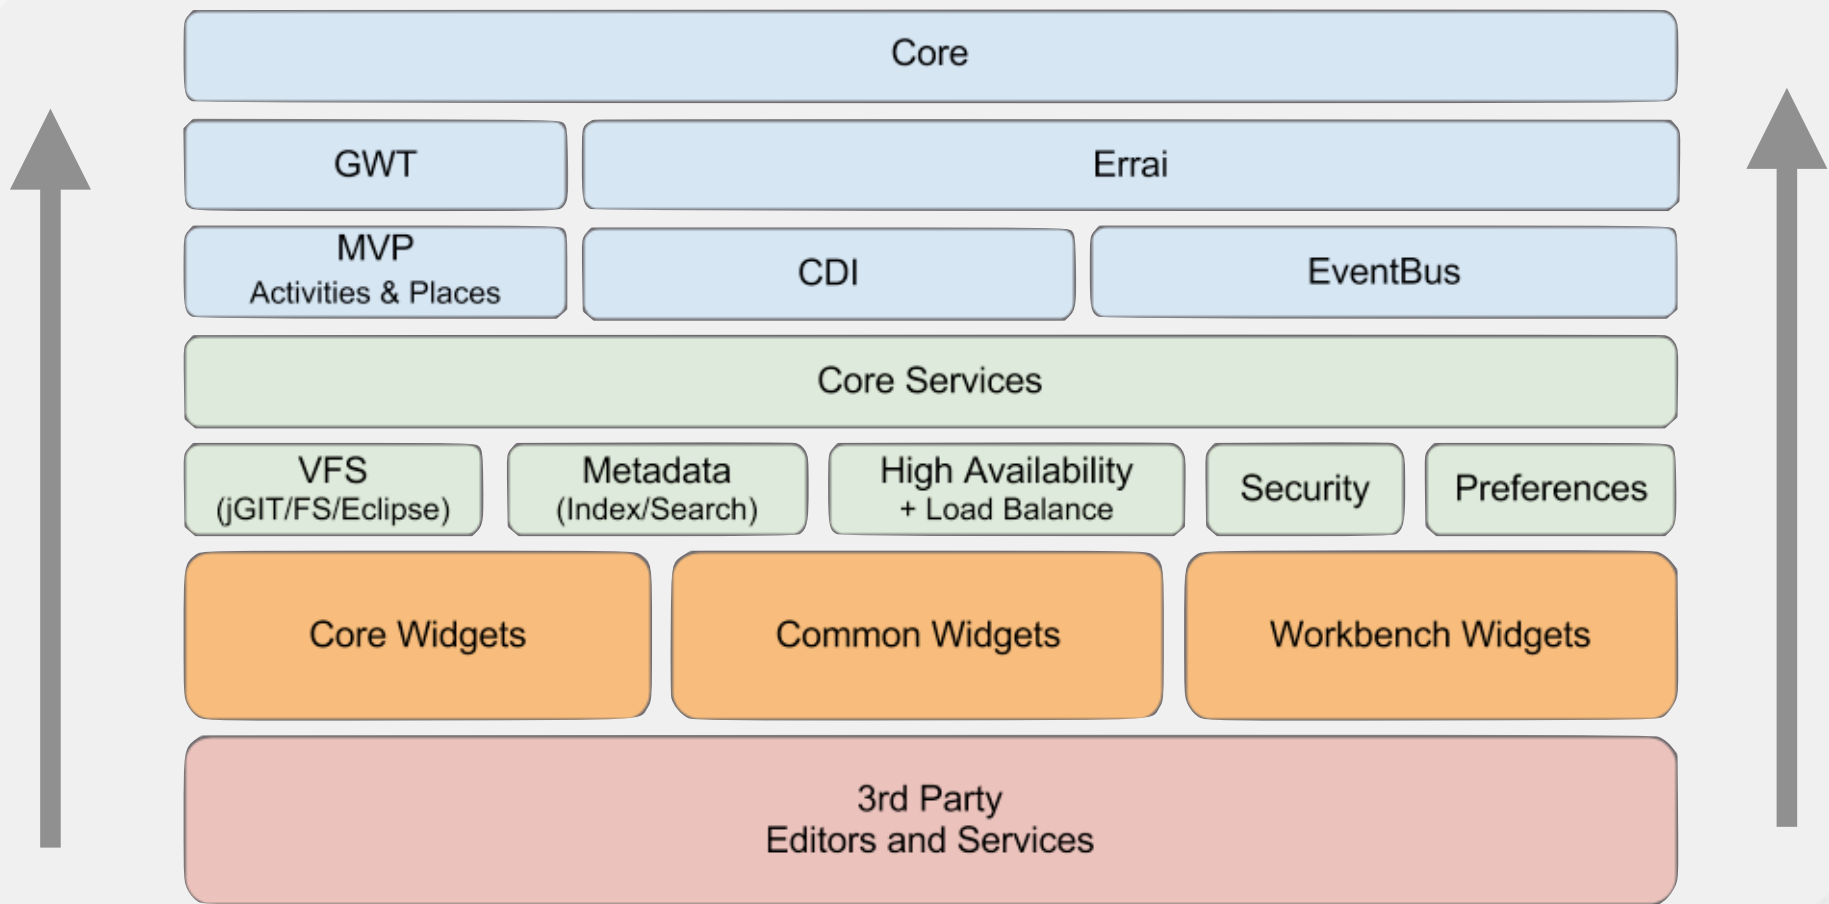 Core
GWT
Errai
MVP
Activities & Places
CDI
EventBus
Core Services
VFS
(jGIT/FS/Eclipse)
Metadata
(Index/Search)
High Availability
+ Load Balance
Security
Preferences
Core Widgets
Common Widgets
Workbench Widgets
3rd Party
Editors and Services